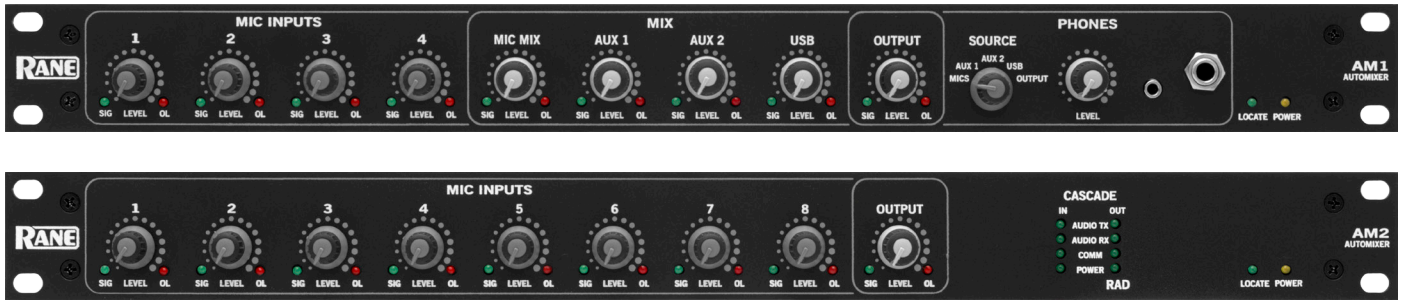 MIC INPUTS MIX PHONES
1 2 3 4 MIC MIX AUX 1 AUX 2 USB OUTPUT SOURCE
AUX 2
AUX 1 USB
MICS OUTPUT
RANE
AM1
AUTOMIXER
SIG LEVEL OL SIG LEVEL OL SIG LEVEL OL SIG LEVEL OL SIG LEVEL OL SIG LEVEL OL SIG LEVEL OL SIG LEVEL OL SIG LEVEL OL LEVEL LOCATE POWER
MIC INPUTS
CASCADE
1 2 3 4 5 6 7 8 OUTPUT IN OUT
AUDIO TX
RANE
AUDIO RX
AM2
AUTOMIXER
COMM
POWER
SIG LEVEL OL SIG LEVEL OL SIG LEVEL OL SIG LEVEL OL SIG LEVEL OL SIG LEVEL OL SIG LEVEL OL SIG LEVEL OL SIG LEVEL OL RAD LOCATE POWER